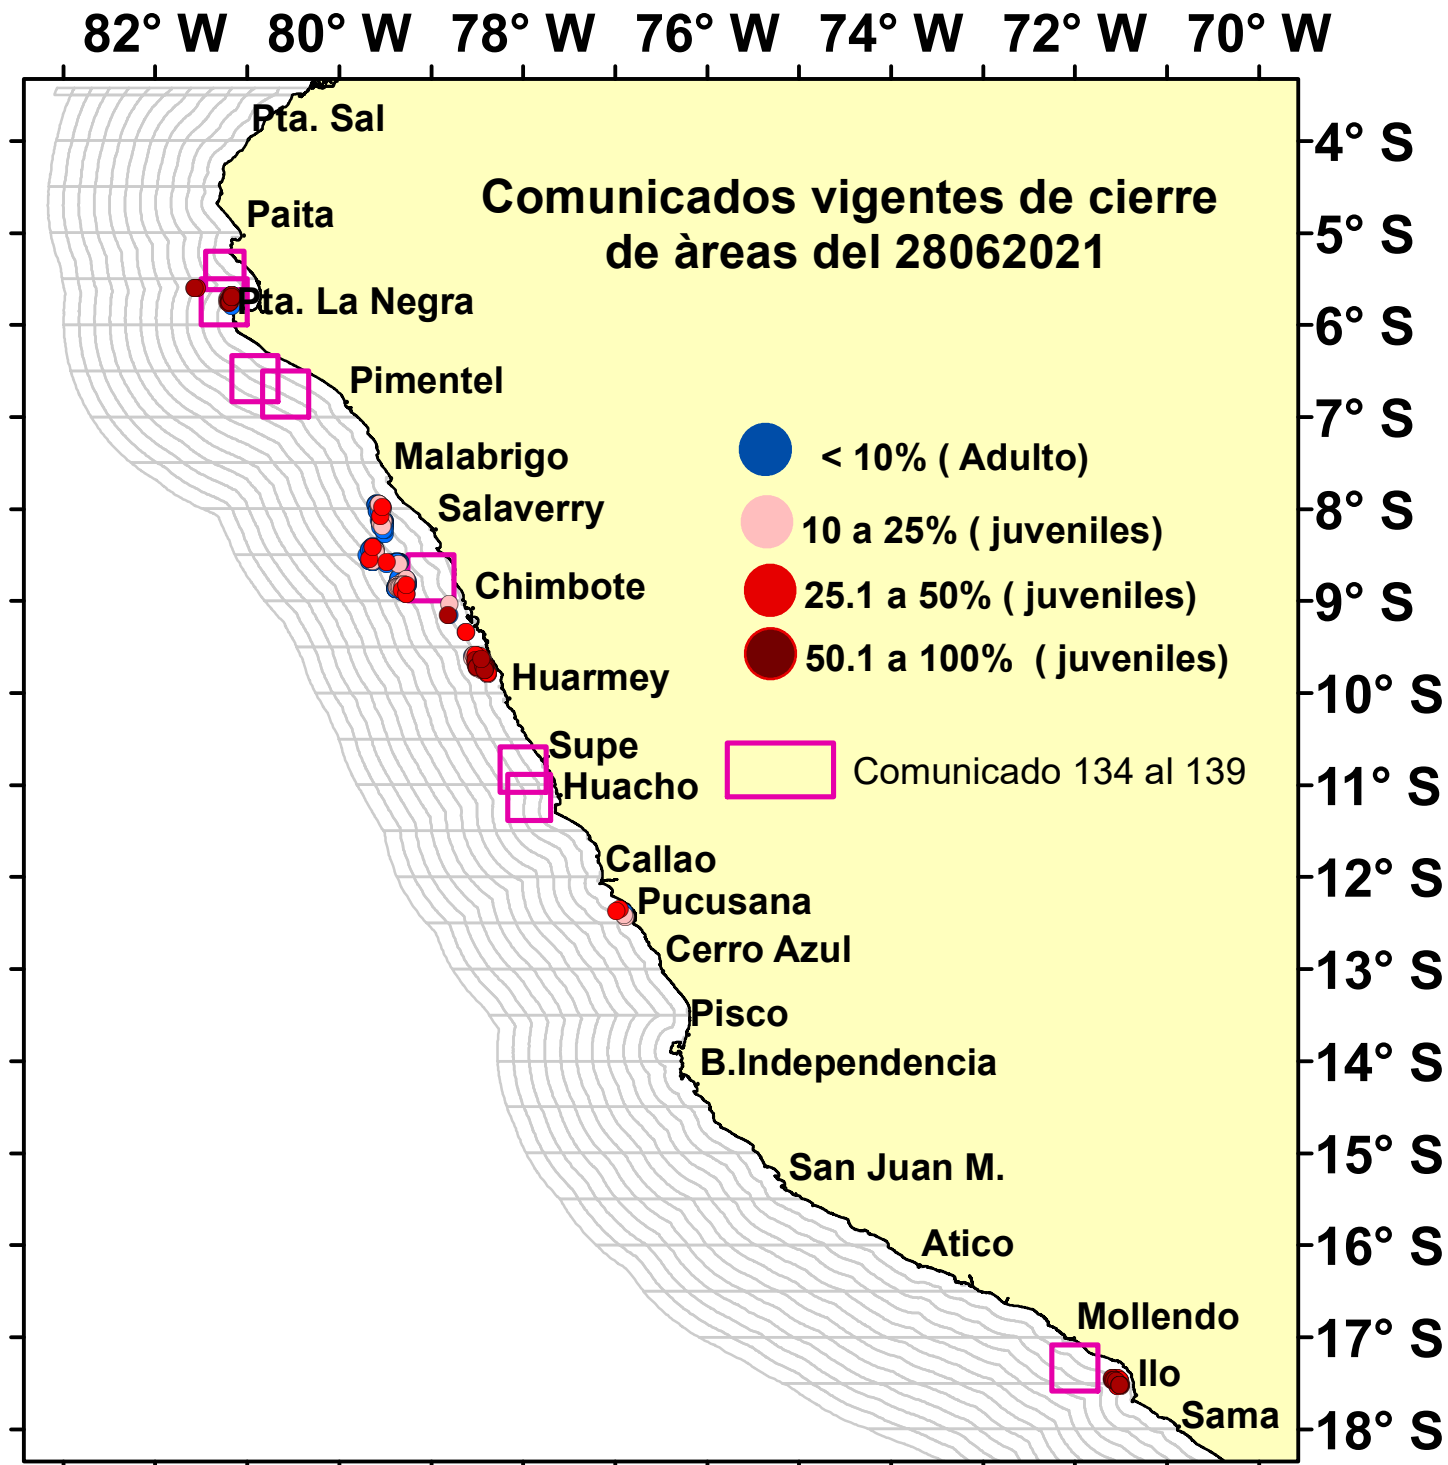 82° W 80° W 78° W 76° W 74° W 72° W 70° W
Pta. Sal
4° S
Comunicados vigentes de cierre
de àreas del 28062021
Paita
5° S
Pta. La Negra
6° S
Pimentel
7° S
Malabrigo
< 10% ( Adulto)
Salaverry
8° S
10 a 25% ( juveniles)
Chimbote
25.1 a 50% ( juveniles)
9° S
50.1 a 100% ( juveniles)
Huarmey
10° S
Supe
Comunicado 134 al 139
Huacho
11° S
Callao
12° S
Pucusana
Cerro Azul
13° S
Pisco
B.Independencia
14° S
San Juan M.
15° S
Atico
16° S
Mollendo
17° S
Ilo
Sama
18° S